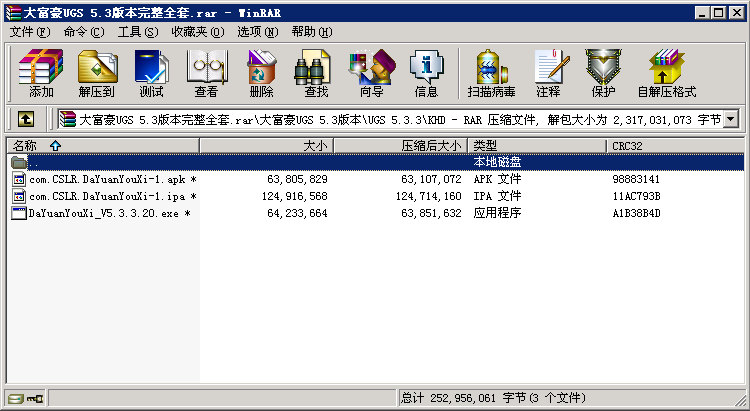 大富豪UGS 5.3版本完整全套.rar - WinRAR
文件(F) 命令(C) 工具(S) 收藏夹(O) 选项(N) 帮助(H)
添加 解压到 测试 查看 删除 查找 向导 信息 扫描病毒 注释 保护 自解压格式
大富豪UGS 5.3版本完整全套.rar\大富豪UGS 5.3版本\UGS 5.3.3\KHD - RAR 压缩文件, 解包大小为 2,317,031,073 字节
名称 大小 压缩后大小 类型 CRC32
.. 本地磁盘
com.CSLR.DaYuanYouXi-1.apk * 63,805,829 63,107,072 APK 文件 98883141
com.CSLR.DaYuanYouXi-1.ipa * 124,916,568 124,714,160 IPA 文件 11AC793B
DaYuanYouXi_V5.3.3.20.exe * 64,233,664 63,851,632 应用程序 A1B38B4D
总计 252,956,061 字节(3 个文件)